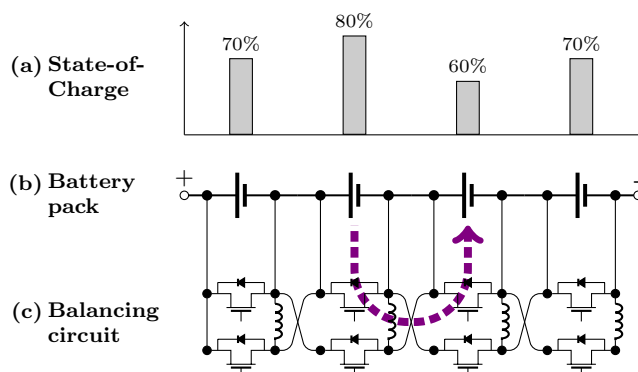 80%
70%
70%
60%
(a) State-of-
Charge
+
-
(b) Battery
pack
(c) Balancing
circuit